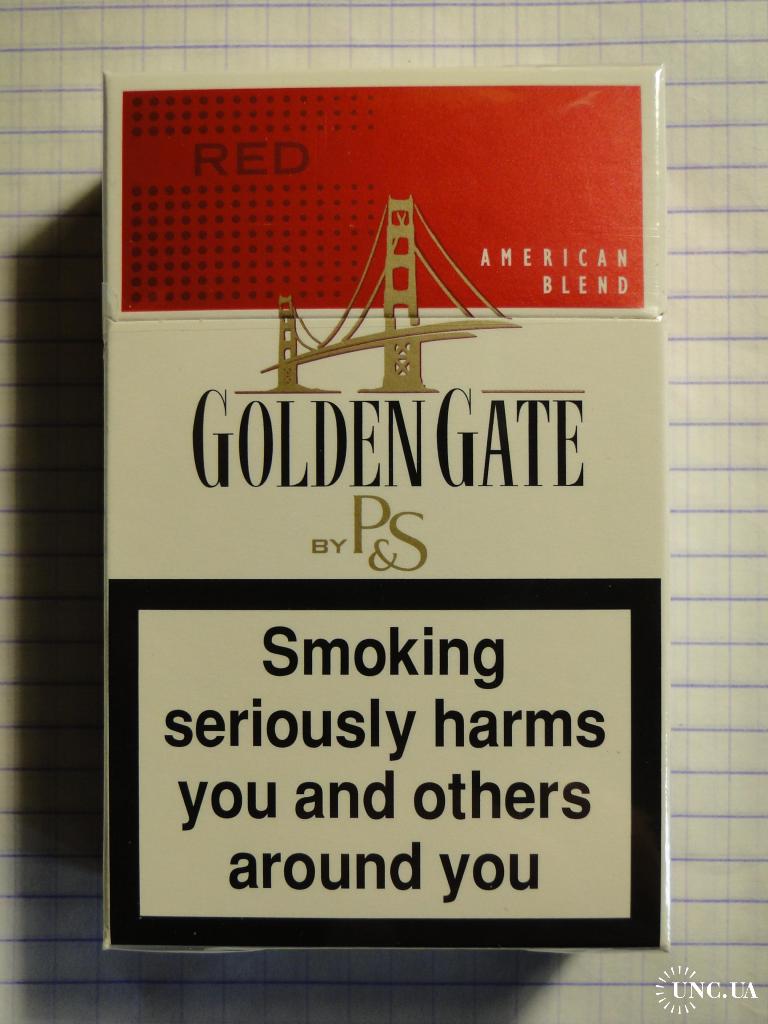 RED
AMERICAN
BLEND
GOLDEN GATE
BY P&S
Smoking
seriously harms
you and others
around you
UNC.UA